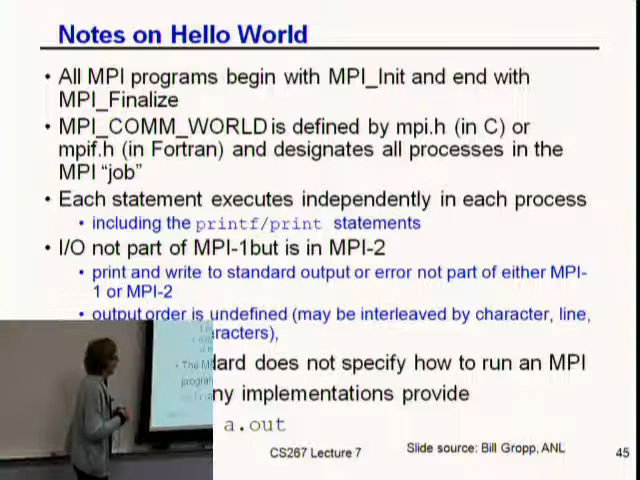 Notes on Hello World
• All MPI programs begin with MPI_Init and end with
MPI_Finalize
• MPI_COMM_WORLD is defined by mpi.h (in C) or
mpif.h (in Fortran) and designates all processes in the
MPI “job”
• Each statement executes independently in each process
• including the printf/print statements
• I/O not part of MPI-1but is in MPI-2
• print and write to standard output or error not part of either MPI-
1 or MPI-2
• output order is undefined (may be interleaved by character, line,
racters),
dard does not specify how to run an MPI
ny implementations provide
a.out
CS267 Lecture 7
Slide source: Bill Gropp, ANL
45